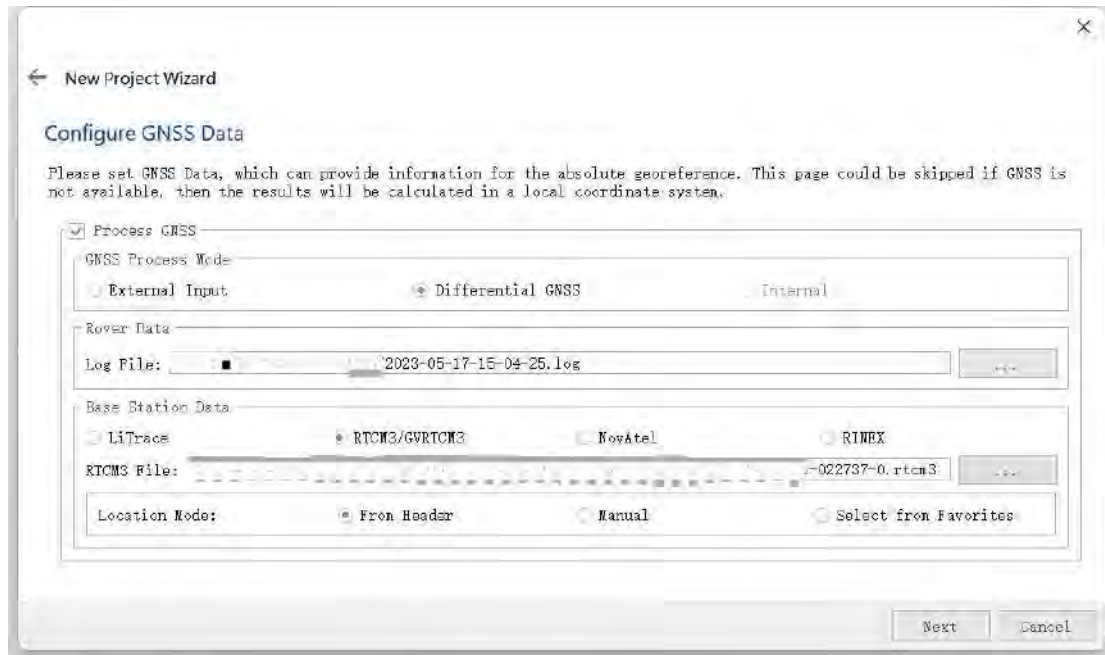 New Project Wizard
Configure GNSS Data
Please set GNSS Data, which can provide information for the absolute georeference. This page could be skipped if GNSS is
not available, then the results will be calculated in a local coordinate system.
Process GNSS
GNSS Process Mode
External Input Differential GNSS Internal
Rover Data
Log File: 2023-05-17-15-04-25.log ...
Base Station Data
LiTrace RTCM3/GVRTCM3 NovAtel RINEX
RTCM3 File: -022737-0.rtcm3 ...
Location Mode: From Header Manual Select from Favorites
Next Cancel